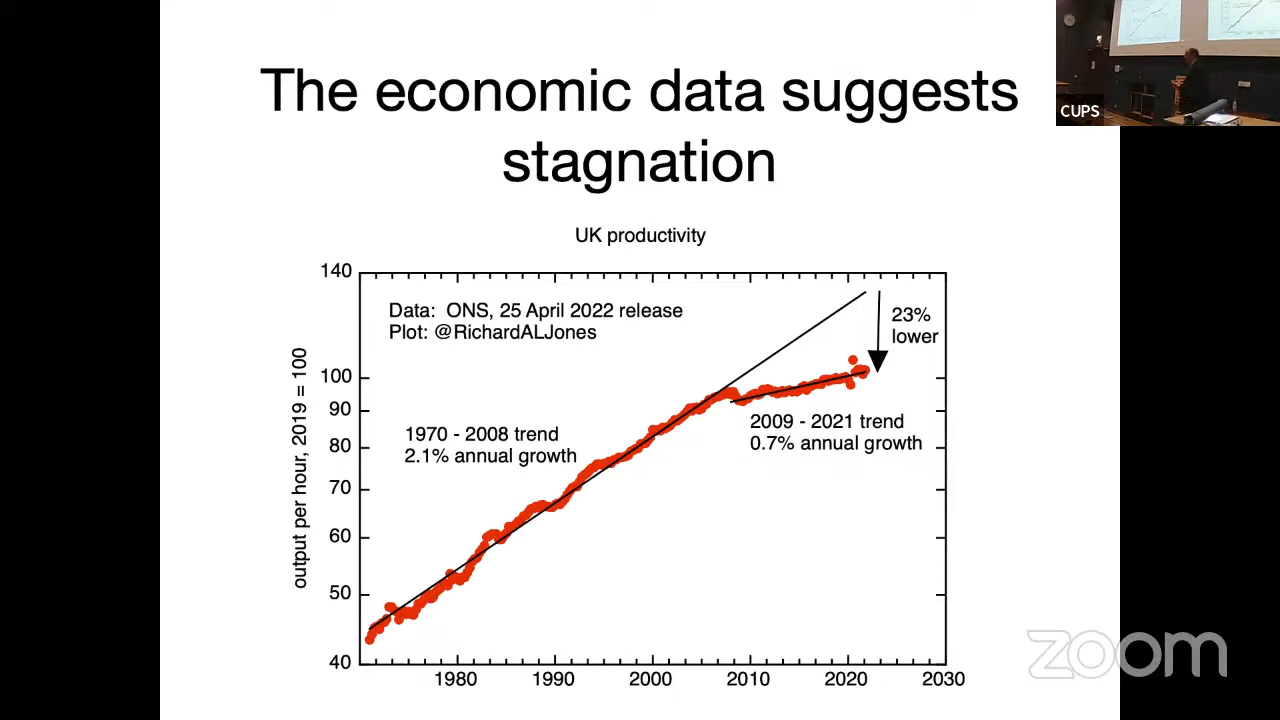 The economic data suggests
stagnation
CUPS
UK productivity
140
100
90
80
70
60
50
40
output per hour, 2019 = 100
Data: ONS, 25 April 2022 release
Plot: @RichardALJones
23%
lower
1970 - 2008 trend
2.1% annual growth
2009 - 2021 trend
0.7% annual growth
1980
1990
2000
2010
2020
2030
zoom